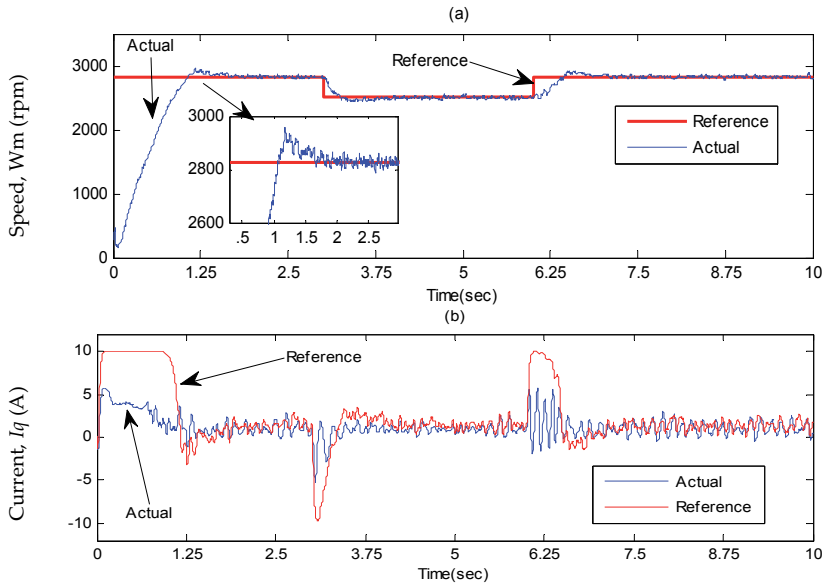 (a)
Actual
Reference
3000
2000
1000
0
Speed, Wm (rpm)
3000
2800
2600
.5 1 1.5 2 2.5
Reference
Actual
0 1.25 2.5 3.75 5 6.25 7.5 8.75 10
Time(sec)
(b)
Reference
10
5
0
-5
-10
Current, Iq (A)
Actual
Actual
Reference
0 1.25 2.5 3.75 5 6.25 7.5 8.75 10
Time(sec)